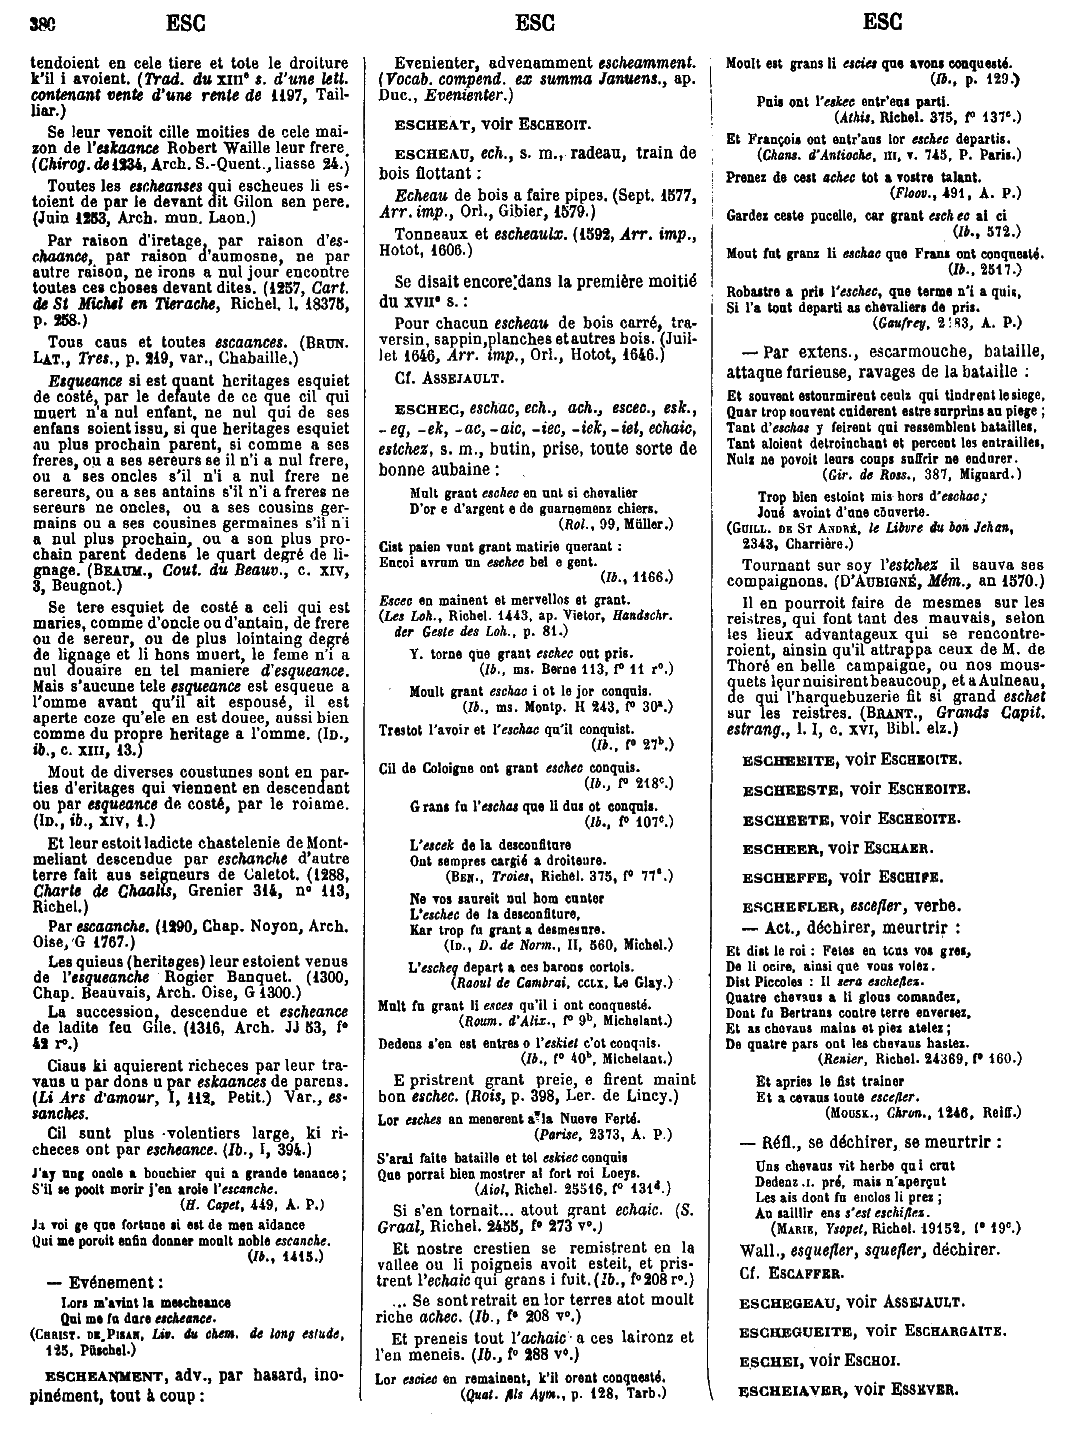 380 ESC ESC ESC
tendoient en cele tiere et tote le droiture
k'il i avoient. (Trad. du XIIIe s. d'une lett.
contenant vente d'une rente de 1197, Tail-
liar.)
Se leur venoit cille moities de cele mai-
zon de l'eskaance Robert Waille leur frere.
(Chirog. de 1234, Arch. S.-Quent., liasse 24.)
Toutes les escheanses qui escheues li es-
toient de par le devant dit Gilon sen pere.
(Juin 1253, Arch. mun. Laon.)
Par raison d'iretage, par raison d'es-
chaance, par raison d'aumosne, ne par
autre raison, ne irons a nul jour encontre
toutes ces choses devant dites. (1257, Cart.
de St Michel en Tierache, Richel. l. 18375,
p. 258.)
Tous caus et toutes escaances. (BRUN.
LAT., Tres., p. 219, var., Chabaille.)
Esqueance si est quant heritages esquiet
de costé, par le defaute de ce que cil qui
muert n'a nul enfant, ne nul qui de ses
enfans soient issu, si que heritages esquiet
au plus prochain parent, si comme a ses
freres, ou a ses sereurs se il n'i a nul frere,
ou a ses oncles s'il n'i a nul frere ne
sereurs, ou a ses antains s'il n'i a freres ne
sereurs ne oncles, ou a ses cousins ger-
mains ou a ses cousines germaines s'il n'i
a nul plus prochain, ou a son plus pro-
chain parent dedens le quart degré de li-
gnage. (BEAUM., Cout. du Beauv., c. XIV,
3, Beugnot.)
Se tere esquiet de costé a celi qui est
maries, comme d'oncle ou d'antain, de frere
ou de sereur, ou de plus lointaing degré
de lignage et li hons muert, le feme n'i a
nul douaire en tel maniere d'esqueance.
Mais s'aucune tele esqueance est esqueue a
l'omme avant qu'il ait espousé, il est
aperte coze qu'ele en est douee, aussi bien
comme du propre heritage a l'omme. (ID.,
ib., c. XIII, 13.)
Mout de diverses coustunes sont en par-
ties d'eritages qui viennent en descendant
ou par esqueance de costé, par le roiame.
(ID., ib., XIV, 1.)
Et leur estoit ladicte chastelenie de Mont-
meliant descendue par eschanche d'autre
terre fait aus seigneurs de Caletot. (1288,
Charte de Chaalis, Grenier 314, n° 113,
Richel.)
Par escaanche. (1290, Chap. Noyon, Arch.
Oise, G 1767.)
Les quieus (heritages) leur estoient venus
de l'esqueanche Rogier Banquet. (1300,
Chap. Beauvais, Arch. Oise, G 1300.)
La succession, descendue et escheance
de ladite feu Gile. (1316, Arch. JJ 53, f°
42 r°.)
Ciaus ki aquierent richeces par leur tra-
vaus u par dons u par eskaances de parens.
(Li Ars d'amour, I, 112, Petit.) Var., es-
sanches.
Cil sunt plus volentiers large, ki ri-
checes ont par escheance. (Ib., I, 394.)
J'ay ung oncle a bouchier qui a grande tenance;
S'il se pooit morir j'en aroie l'escanche.
(H. Capet, 449, A. P.)
Ja voi ge que fortune si est de men aidance
Qui me poroit enfin donner moult noble escanche.
(Ib., 1415.)
— Evénement :
Lors m'avint la mescheance
Qui me fu dure escheance.
(CHRIST. DE PISAN, Liv. du chem. de long estude,
125, Püschel.)
ESCHEANMENT, adv., par hasard, ino-
pinément, tout à coup :
Evenienter, advenamment escheamment.
(Vocab. compend. ex summa Januens., ap.
Duc., Evenienter.)
ESCHEAT, voir ESCHEOIT.
ESCHEAU, ech., s. m., radeau, train de
bois flottant :
Echeau de bois a faire pipes. (Sept. 1577,
Arr. imp., Orl., Gibier, 1579.)
Tonneaux et escheaulx. (1592, Arr. imp.,
Hotot, 1606.)
Se disait encore dans la première moitié
du XVIIe s. :
Pour chacun escheau de bois carré, tra-
versin, sappin, planches et autres bois. (Juil-
let 1646, Arr. imp., Orl., Hotot, 1646.)
Cf. ASSEJAULT.
ESCHEC, eschac, ech., ach., escec., esk.,
-eq, -ek, -ac, -aic, -iec, -iek, -iet, echaic,
estchez, s. m., butin, prise, toute sorte de
bonne aubaine :
Mult grant eschec en unt si chevalier
D'or e d'argent e de guarnemenz chiers.
(Rol., 99, Müller.)
Cist paien vunt grant matirie querant :
Encoi avrum un eschec bel e gent.
(Ib., 1166.)
Escec en mainent et mervellos et grant.
(Les Loh., Richel. 1443, ap. Vietor, Handschr.
der Geste des Loh., p. 81.)
Y. torne que grant eschec out pris.
(Ib., ms. Berne 113, f° 11 r°.)
Moult grant eschac i ot le jor conquis.
(Ib., ms. Montp. H 243, f° 30a.)
Trestot l'avoir et l'eschac qu'il conquist.
(Ib., f° 27b.)
Cil de Coloigne ont grant eschec conquis.
(Ib., f° 218c.)
Grans fu l'eschas que li dus ot conquis.
(Ib., f° 107c.)
L'escek de la desconfiture
Ont sempres cargié a droiture.
(BEN., Troies, Richel. 375, f° 77a.)
Ne vos saureit nul hom cunter
L'eschec de la desconfiture,
Kar trop fu grant a desmesure.
(ID., D. de Norm., II, 560, Michel.)
L'escheq depart a ces barons cortois.
(Raoul de Cambrai, CCLX, Le Glay.)
Mult fu grant li esces qu'il i ont conquesté.
(Roum. d'Alix., f° 9b, Michelant.)
Dedens s'en est entres o l'eskiet c'ot conquis.
(Ib., f° 40b, Michelant.)
E pristrent grant preie, e firent maint
bon eschec. (Rois, p. 398, Ler. de Lincy.)
Lor esches an menerent a la Nueve Ferté.
(Parise, 2373, A. P.)
S'arai faite bataille et tel eskiec conquis
Que porrai bien mostrer al fort roi Loeys.
(Aiol, Richel. 25516, f° 131d.)
Si s'en tornait... atout grant echaic. (S.
Graal, Richel. 2455, f° 273 v°.)
Et nostre crestien se remistrent en la
vallee ou li poigneis avoit esteit, et pris-
trent l'echaic qui grans i fuit. (Ib., f° 208 r°.)
... Se sont retrait en lor terres atot moult
riche achec. (Ib., f° 208 v°.)
Et preneis tout l'achaic a ces laironz et
l'en meneis. (Ib., f° 288 v°.)
Lor esciec en remainent, k'il orent conquesté.
(Quat. fils Aym., p. 128, Tarb.)
Moult est grans li escies que avons conquesté.
(Ib., p. 129.)
Puis ont l'eskec entr'eus parti.
(Athis, Richel. 375, f° 137c.)
Et François ont entr'aus lor eschec departis.
(Chans. d'Antioche, III, v. 745, P. Paris.)
Prenez de cest achec tot a vostre talant.
(Floov., 491, A. P.)
Gardez ceste pucelle, car grant eschec ai ci
(Ib., 572.)
Mout fut granz li eschac que Frans ont conquesté.
(Ib., 2517.)
Robastre a pris l'eschec, que terme n'i a quis,
Si l'a tout departi as chevaliers de pris.
(Gaufrey, 2183, A. P.)
— Par extens., escarmouche, bataille,
attaque furieuse, ravages de la bataille :
Et souvent estourmirent ceulz qui tindrent le siege,
Quar trop souvent cuiderent estre surprins au piege ;
Tant d'eschas y feirent qui ressemblent batailles,
Tant aloient detroinchant et percent les entrailles,
Nulz ne povoit leurs coups suffrir ne endurer.
(Gir. de Ross., 387, Mignard.)
Trop bien estoint mis hors d'eschac;
Joué avoint d'une cõuverte.
(GUILL. DE ST ANDRÉ, le Libvre du bon Jehan,
2343, Charrière.)
Tournant sur soy l'estchez il sauva ses
compaignons. (D'AUBIGNÉ, Mém., an 1570.)
Il en pourroit faire de mesmes sur les
reistres, qui font tant des mauvais, selon
les lieux advantageux qui se rencontre-
roient, ainsin qu'il attrappa ceux de M. de
Thoré en belle campaigne, ou nos mous-
quets leur nuisirent beaucoup, et a Aulneau,
de qui l'harquebuzerie fit si grand eschet
sur les reistres. (BRANT., Grands Capit.
estrang., l. I, c. XVI, Bibl. elz.)
ESCHEEITE, voir ESCHEOITE.
ESCHEESTE, voir ESCHEOITE.
ESCHEETE, voir ESCHEOITE.
ESCHEER, voir ESCHAER.
ESCHEFFE, voir ESCHIFE.
ESCHEFLER, escefler, verbe.
— Act., déchirer, meurtrir :
Et dist le roi : Fetes en tous vos gres,
De li ocire, ainsi que vous volez.
Dist Piccoles : Il sera escheflez.
Quatre chevaus a li glous comandez,
Dont fu Bertrans contre terre enversez,
Et as chevaus mains et piez atelez ;
De quatre pars ont les chevaus hastez.
(Renier, Richel. 24369, f° 160.)
Et apries le fist trainer
Et a cevaus toute escefler.
(MOUSK., Chron., 1246, Reiff.)
— Réfl., se déchirer, se meurtrir :
Uns chevaus vit herbe qui crut
Dedenz .I. pré, mais n'aperçut
Les ais dont fu enclos li prez ;
Au saillir ens s'est eschiflez.
(MARIE, Ysopet, Richel. 19152, f° 19c.)
Wall., esquefler, squefler, déchirer.
Cf. ESCAFFER.
ESCHEGEAU, voir ASSEJAULT.
ESCHEGUEITE, voir ESCHARGAITE.
ESCHEI, voir ESCHOI.
ESCHEIAVER, voir ESSEVER.